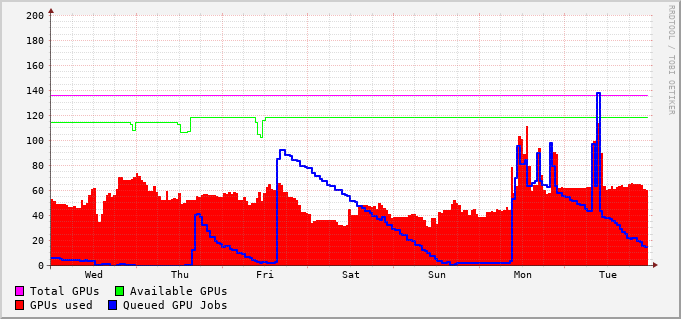 RRDTOOL / TOBI OETIKER
200
180
160
140
120
100
80
60
40
20
0
Wed Thu Fri Sat Sun Mon Tue
Total GPUs Available GPUs
GPUs used Queued GPU Jobs